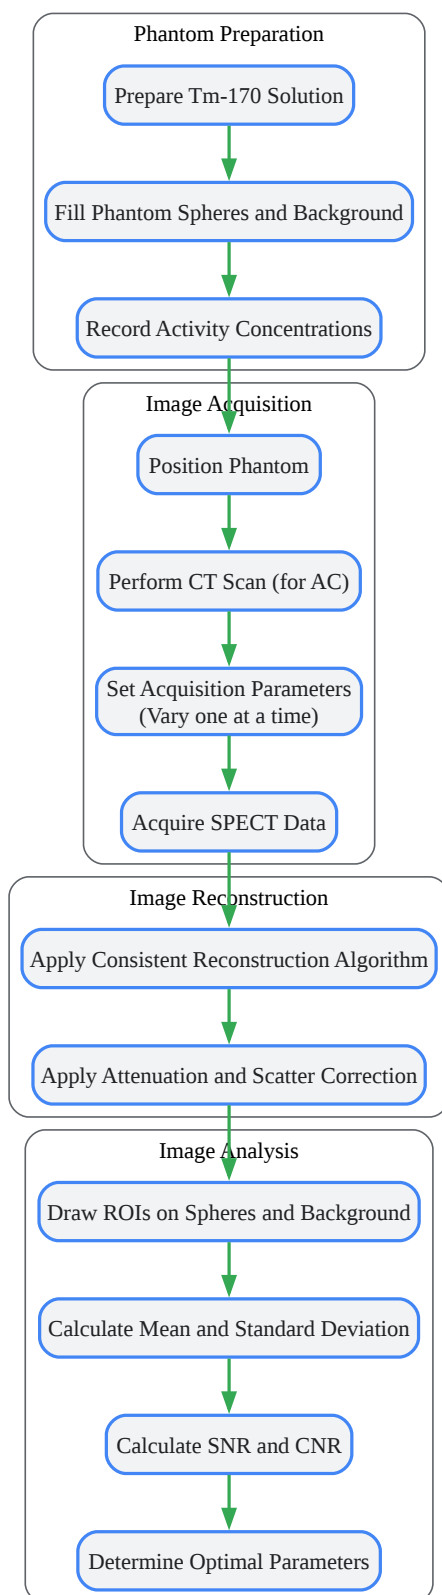 Phantom Preparation
Prepare Tm-170 Solution
Fill Phantom Spheres and Background
Record Activity Concentrations
Image Acquisition
Position Phantom
Perform CT Scan (for AC)
Set Acquisition Parameters
(Vary one at a time)
Acquire SPECT Data
Image Reconstruction
Apply Consistent Reconstruction Algorithm
Apply Attenuation and Scatter Correction
Image Analysis
Draw ROIs on Spheres and Background
Calculate Mean and Standard Deviation
Calculate SNR and CNR
Determine Optimal Parameters